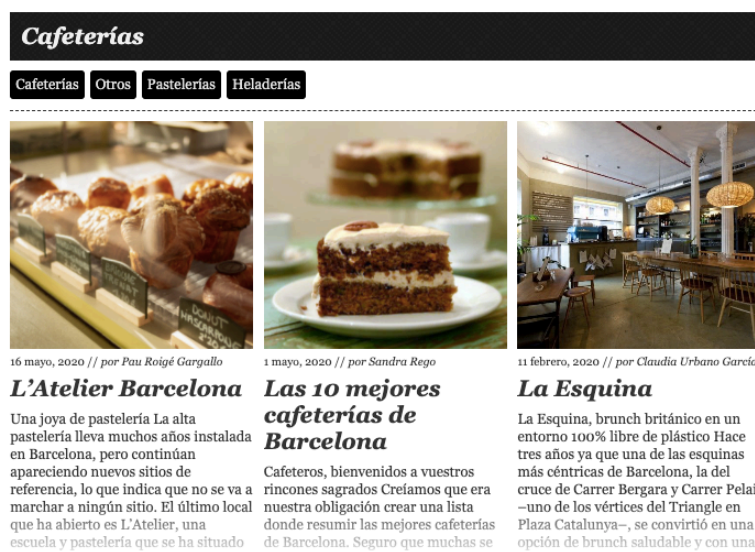 Cafeterías
Cafeterías Otros Pastelerías Heladerías
DONUT
MASCARPONE
16 mayo, 2020 // por Pau Roigé Gargallo
L’Atelier Barcelona
Una joya de pastelería La alta
pastelería lleva muchos años instalada
en Barcelona, pero continúan
apareciendo nuevos sitios de
referencia, lo que indica que no se va a
marchar a ningún sitio. El último local
que ha abierto es L’Atelier, una
escuela y pastelería que se ha situado
1 mayo, 2020 // por Sandra Rego
Las 10 mejores
cafeterías de
Barcelona
Cafeteros, bienvenidos a vuestros
rincones sagrados Creíamos que era
nuestra obligación crear una lista
donde resumir las mejores cafeterías
de Barcelona. Seguro que muchas se
11 febrero, 2020 // por Claudia Urbano García
La Esquina
La Esquina, brunch británico en un
entorno 100% libre de plástico Hace
tres años ya que una de las esquinas
más céntricas de Barcelona, la del
cruce de Carrer Bergara y Carrer Pelai
–uno de los vértices del Triangle en
Plaza Catalunya–, se convirtió en una
opción de brunch saludable y con una